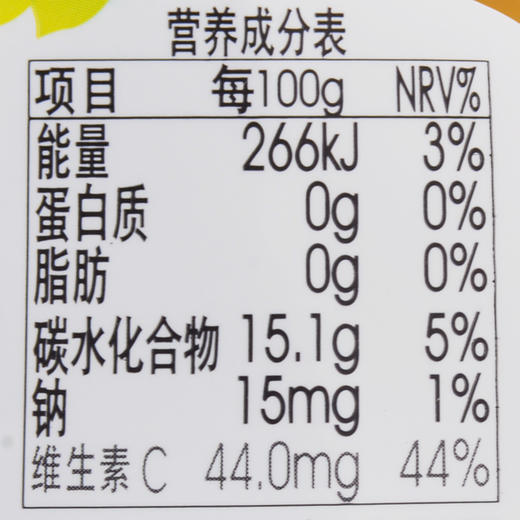 营养成分表
项目 每100g NRV%
能量 266kJ 3%
蛋白质 0g 0%
脂肪 0g 0%
碳水化合物 15.1g 5%
钠 15mg 1%
维生素C 44.0mg 44%